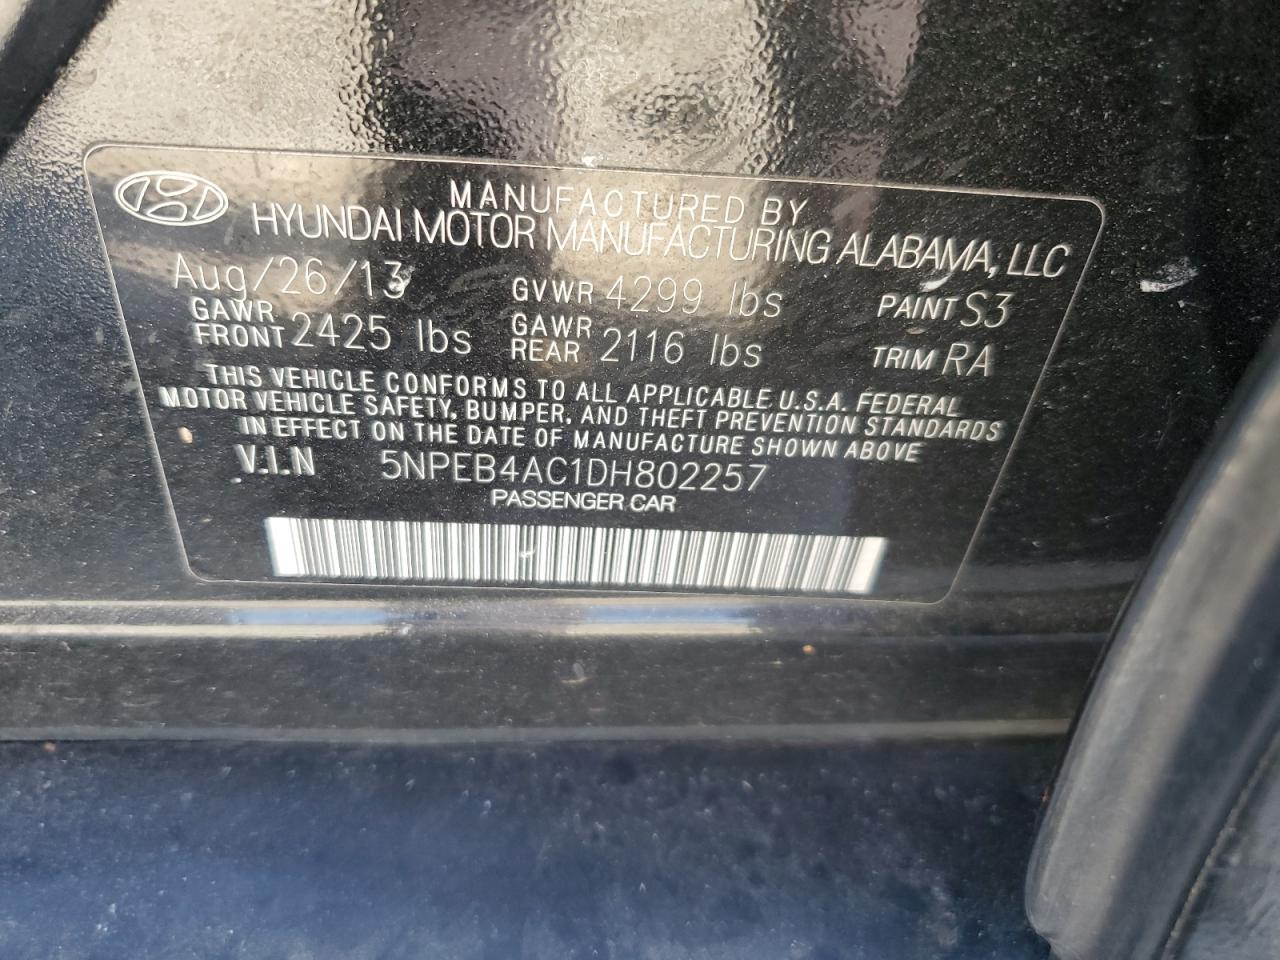 MANUFACTURED BY
HYUNDAI MOTOR MANUFACTURING ALABAMA, LLC
Aug/26/13 GVWR 4299 lbs PAINT S3
GAWR FRONT 2425 lbs GAWR REAR 2116 lbs TRIM RA
THIS VEHICLE CONFORMS TO ALL APPLICABLE U.S.A. FEDERAL
MOTOR VEHICLE SAFETY, BUMPER, AND THEFT PREVENTION STANDARDS
IN EFFECT ON THE DATE OF MANUFACTURE SHOWN ABOVE
V.I.N 5NPEB4AC1DH802257
PASSENGER CAR